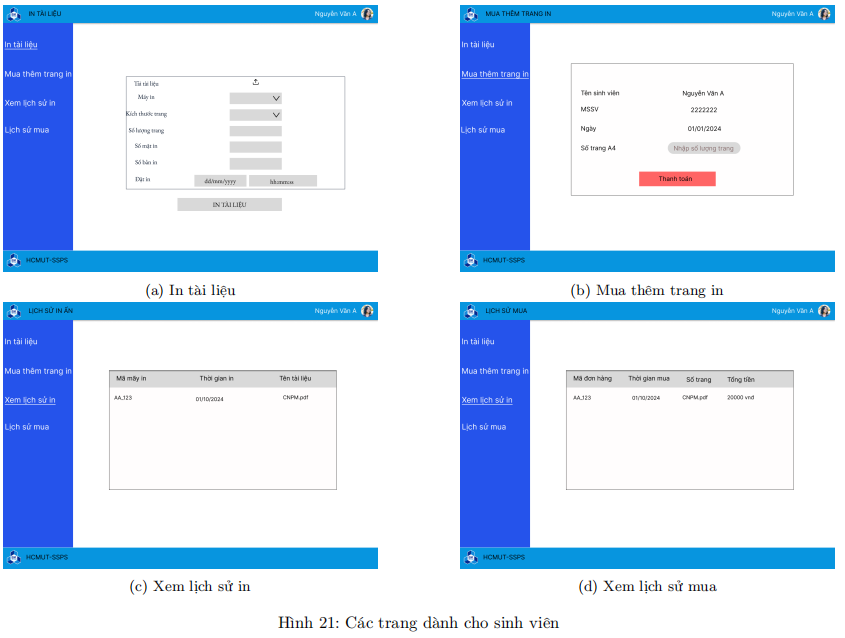 IN TÀI LIỆU Nguyễn Văn A
In tài liệu
Mua thêm trang in
Xem lịch sử in
Lịch sử mua
Tải tài liệu
Máy in
Kích thước trang
Số lượng trang
Số mặt in
Số bản in
Đặt in dd/mm/yyyy hh:mm:ss
IN TÀI LIỆU
HCMUT-SSPS
(a) In tài liệu
MUA THÊM TRANG IN Nguyễn Văn A
In tài liệu
Mua thêm trang in
Xem lịch sử in
Lịch sử mua
Tên sinh viên Nguyễn Văn A
MSSV 2222222
Ngày 01/01/2024
Số trang A4 Nhập số lượng trang
Thanh toán
HCMUT-SSPS
(b) Mua thêm trang in
LỊCH SỬ IN ẤN Nguyễn Văn A
In tài liệu
Mua thêm trang in
Xem lịch sử in
Lịch sử mua
Mã máy in Thời gian in Tên tài liệu
AA_123 01/10/2024 CNPM.pdf
HCMUT-SSPS
(c) Xem lịch sử in
LỊCH SỬ MUA Nguyễn Văn A
In tài liệu
Mua thêm trang in
Xem lịch sử in
Lịch sử mua
Mã đơn hàng Thời gian mua Số trang Tổng tiền
AA_123 01/10/2024 CNPM.pdf 20000 vnd
HCMUT-SSPS
(d) Xem lịch sử mua
Hình 21: Các trang dành cho sinh viên